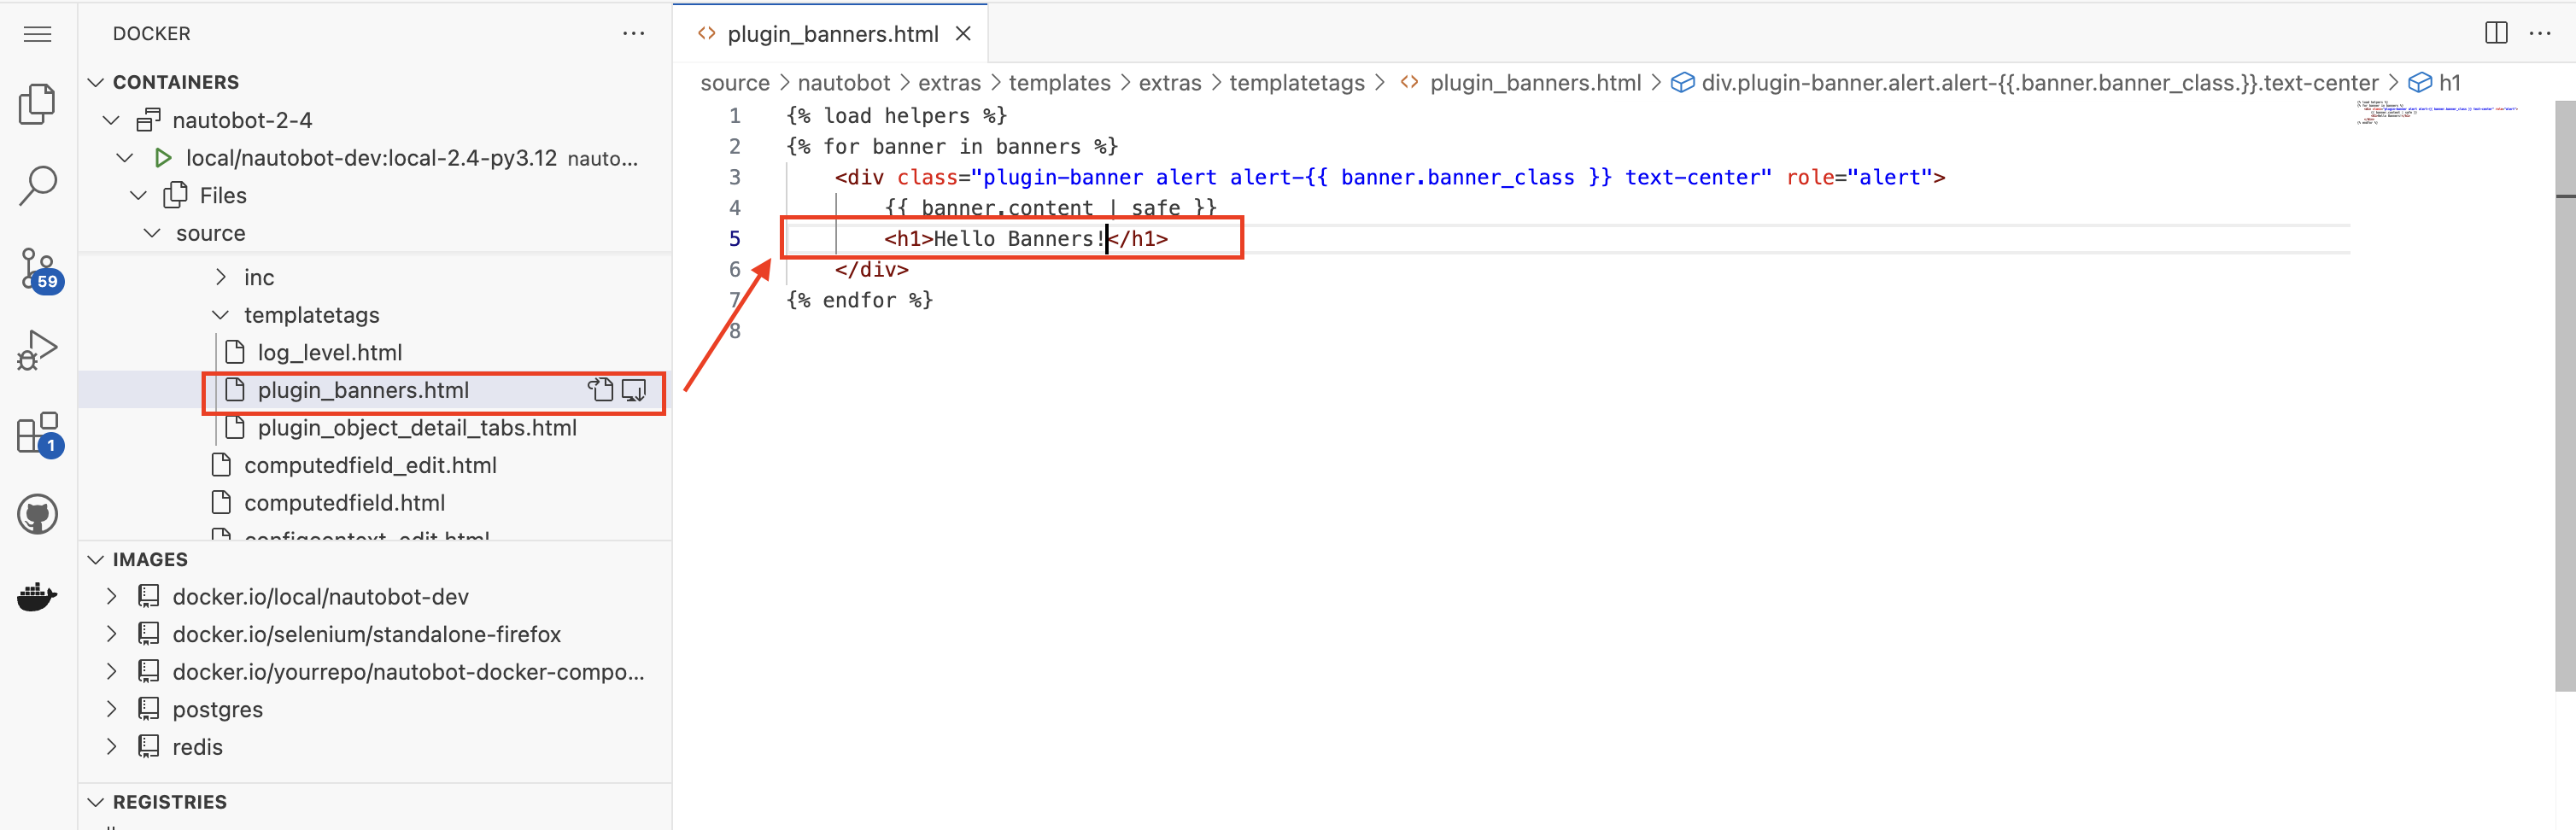 DOCKER
CONTAINERS
nautobot-2-4
local/nautobot-dev:local-2.4-py3.12 nauto...
Files
source
inc
templatetags
log_level.html
plugin_banners.html
plugin_object_detail_tabs.html
computedfield_edit.html
computedfield.html
configcontext_edit.html
IMAGES
docker.io/local/nautobot-dev
docker.io/selenium/standalone-firefox
docker.io/yourrepo/nautobot-docker-compo...
postgres
redis
REGISTRIES
59
1
plugin_banners.html
source > nautobot > extras > templates > extras > templatetags > plugin_banners.html > div.plugin-banner.alert.alert-{{.banner.banner_class.}}.text-center > h1
1 {% load helpers %}
2 {% for banner in banners %}
3 <div class="plugin-banner alert alert-{{ banner.banner_class }} text-center" role="alert">
4 {{ banner.content | safe }}
5 <h1>Hello Banners!</h1>
6 </div>
7 {% endfor %}
8